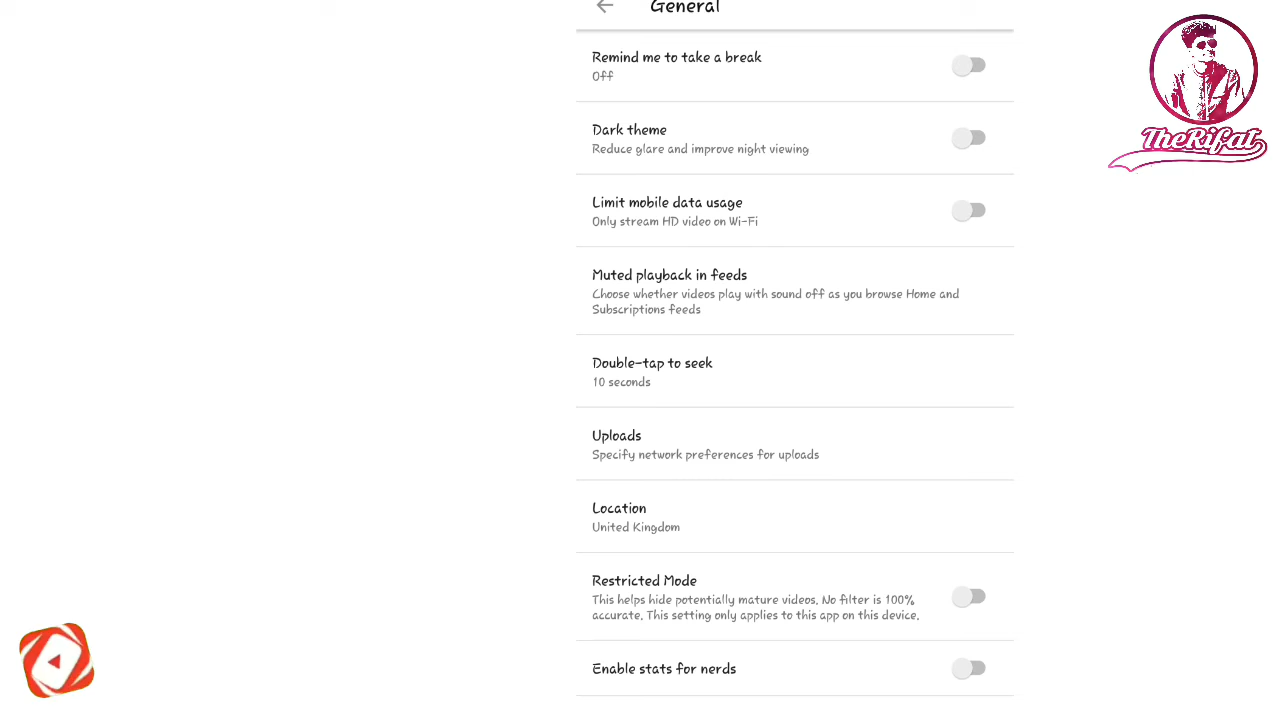 General
Remind me to take a break
Off
Dark theme
Reduce glare and improve night viewing
Limit mobile data usage
Only stream HD video on Wi-Fi
Muted playback in feeds
Choose whether videos play with sound off as you browse Home and
Subscriptions feeds
Double-tap to seek
10 seconds
Uploads
Specify network preferences for uploads
Location
United Kingdom
Restricted Mode
This helps hide potentially mature videos. No filter is 100%
accurate. This setting only applies to this app on this device.
Enable stats for nerds
TheRifat